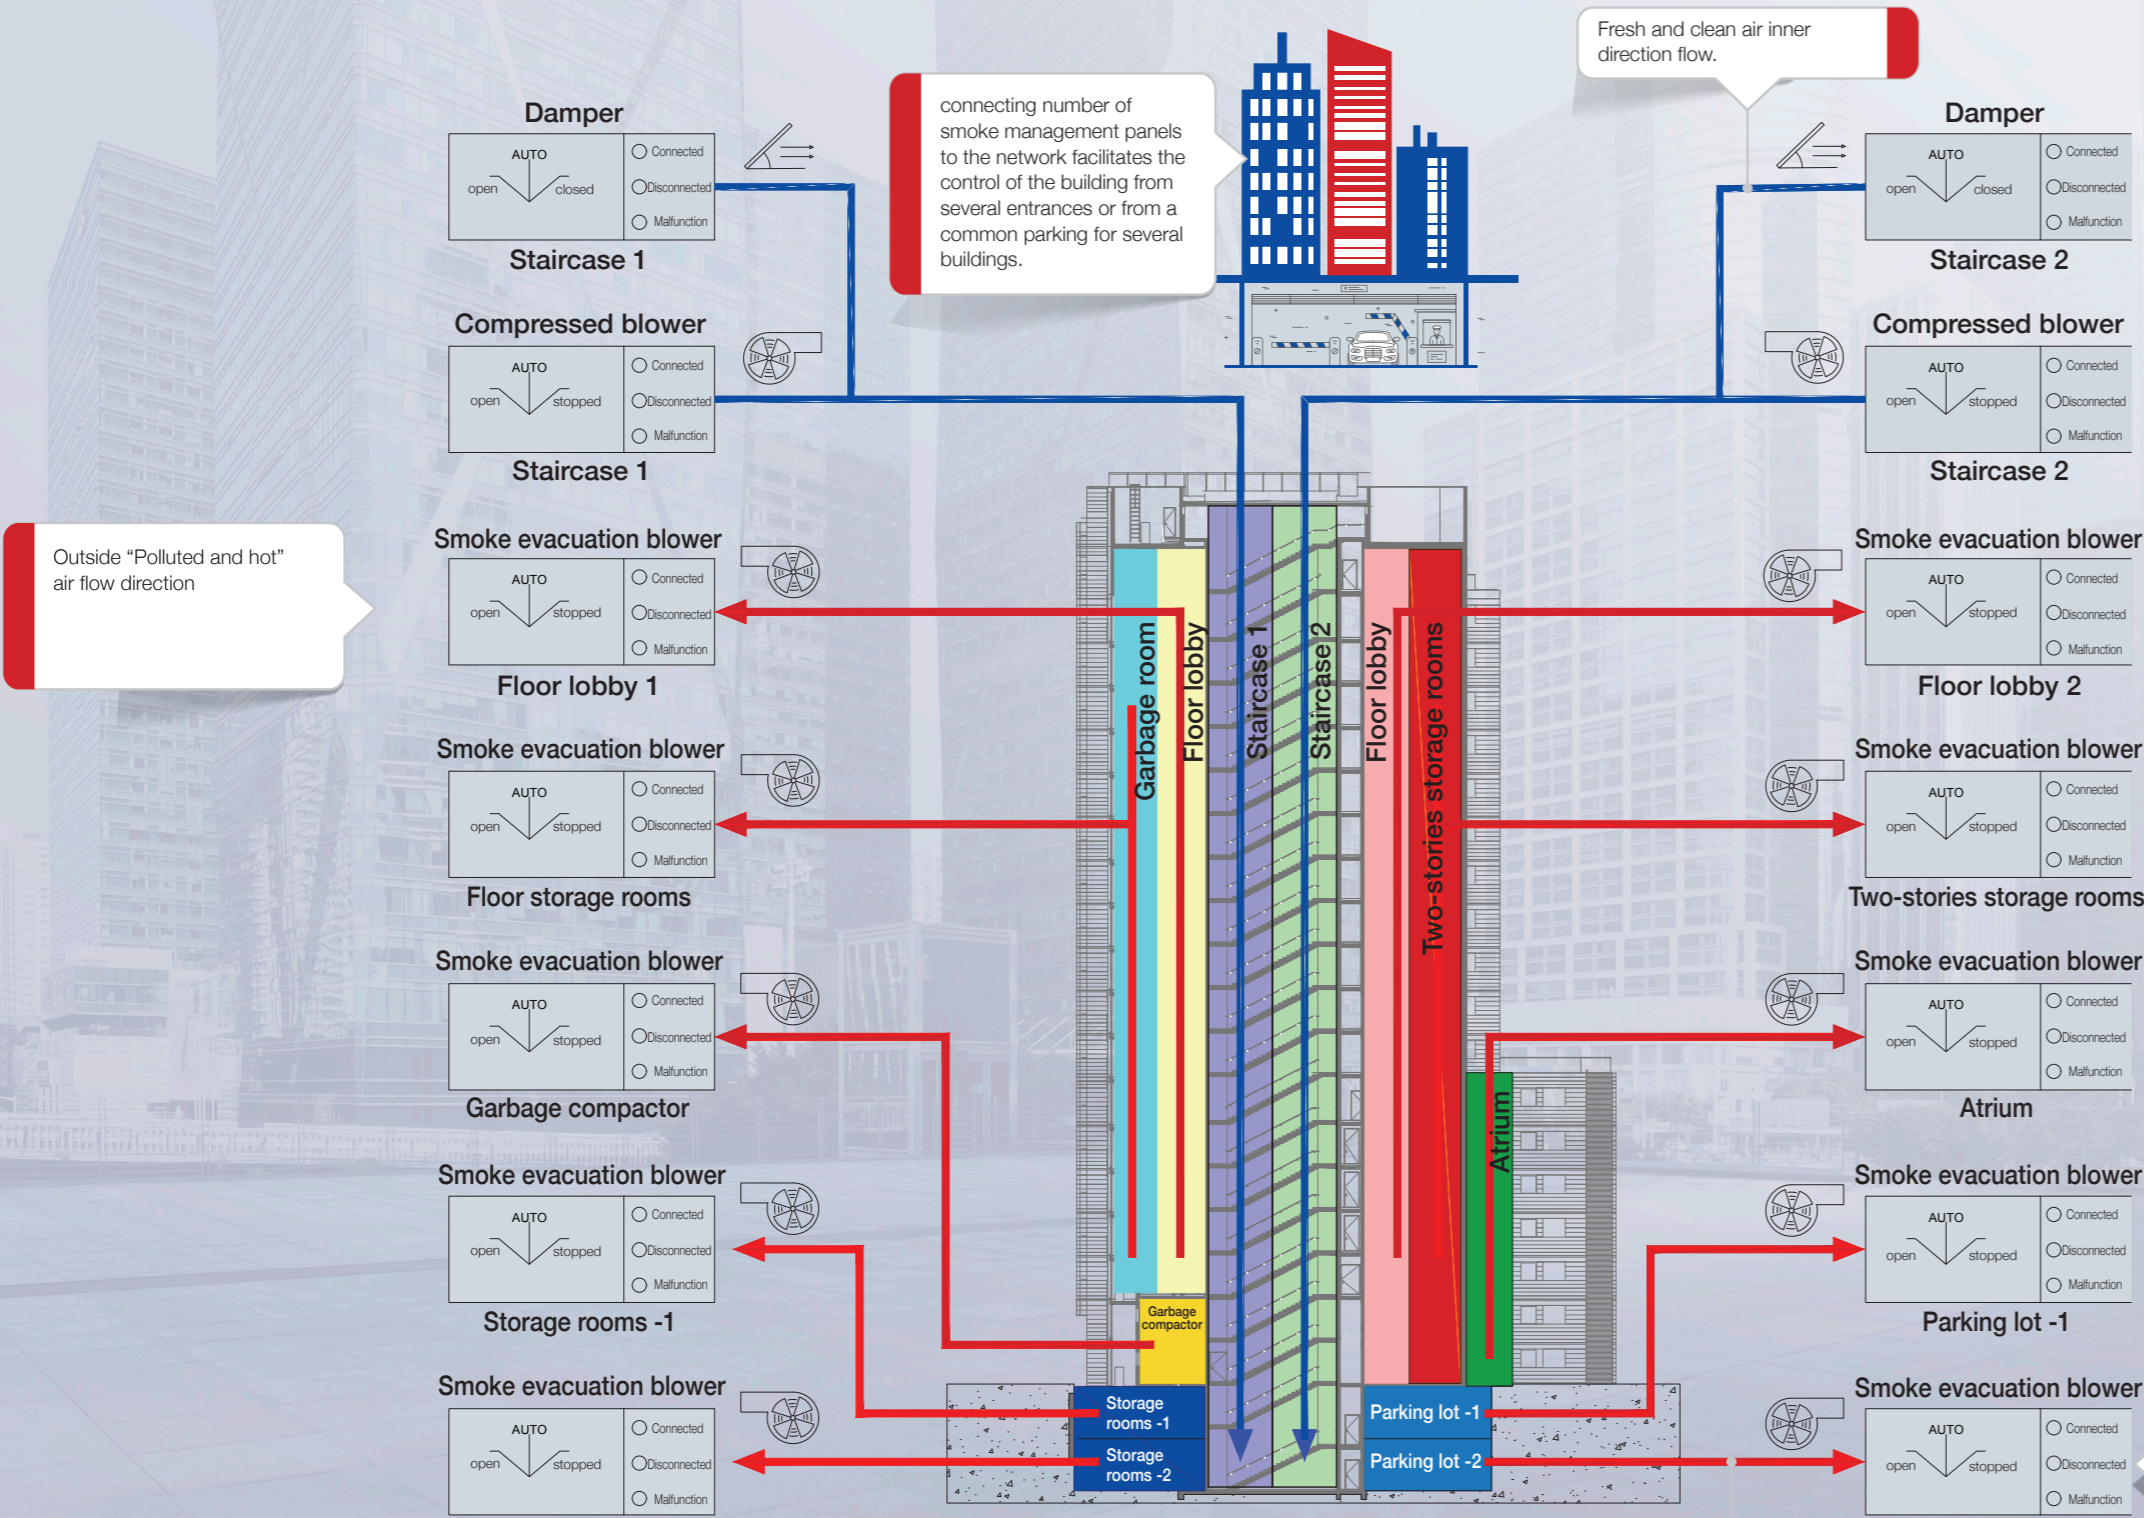 Fresh and clean air inner
direction flow.
connecting number of
smoke management panels
to the network facilitates the
control of the building from
several entrances or from a
common parking for several
buildings.
Outside “Polluted and hot”
air flow direction
Damper
AUTO
open
closed
Connected
Disconnected
Malfunction
Staircase 1
Compressed blower
AUTO
open
stopped
Connected
Disconnected
Malfunction
Staircase 1
Smoke evacuation blower
AUTO
open
stopped
Connected
Disconnected
Malfunction
Floor lobby 1
Smoke evacuation blower
AUTO
open
stopped
Connected
Disconnected
Malfunction
Floor storage rooms
Smoke evacuation blower
AUTO
open
stopped
Connected
Disconnected
Malfunction
Garbage compactor
Smoke evacuation blower
AUTO
open
stopped
Connected
Disconnected
Malfunction
Storage rooms -1
Smoke evacuation blower
AUTO
open
stopped
Connected
Disconnected
Malfunction
Garbage room
Floor lobby
Staircase 1
Staircase 2
Floor lobby
Two-stories storage rooms
Atrium
Garbage
compactor
Storage
rooms -1
Storage
rooms -2
Parking lot -1
Parking lot -2
Damper
AUTO
open
closed
Connected
Disconnected
Malfunction
Staircase 2
Compressed blower
AUTO
open
stopped
Connected
Disconnected
Malfunction
Staircase 2
Smoke evacuation blower
AUTO
open
stopped
Connected
Disconnected
Malfunction
Floor lobby 2
Smoke evacuation blower
AUTO
open
stopped
Connected
Disconnected
Malfunction
Two-stories storage rooms
Smoke evacuation blower
AUTO
open
stopped
Connected
Disconnected
Malfunction
Atrium
Smoke evacuation blower
AUTO
open
stopped
Connected
Disconnected
Malfunction
Parking lot -1
Smoke evacuation blower
AUTO
open
stopped
Connected
Disconnected
Malfunction